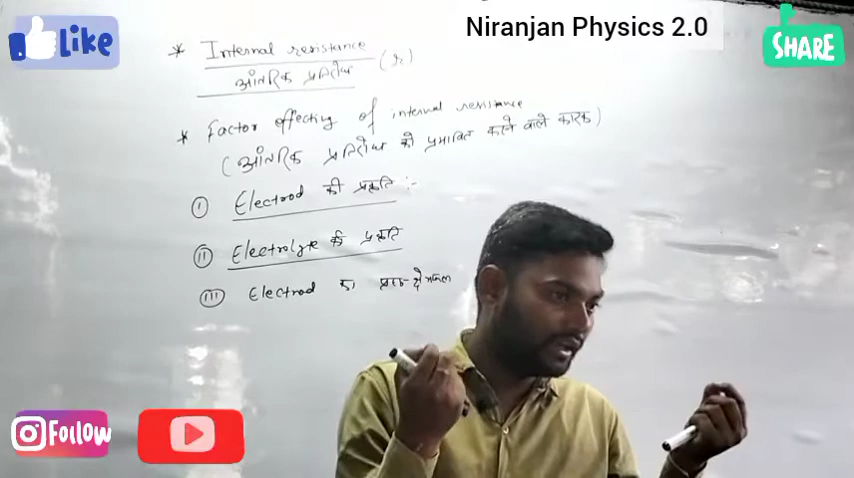 Like
Niranjan Physics 2.0
SHARE
* Internal resistance
आंतरिक प्रतिरोध (r)
* Factor effecting of internal resistance
(आंतरिक प्रतिरोध को प्रभावित करने वाले कारक)
(I) Electrod की प्रकृति :-
(II) Electrolyte की प्रकृति
(III) Electrod का पृष्ठ-क्षेत्रफल
Follow